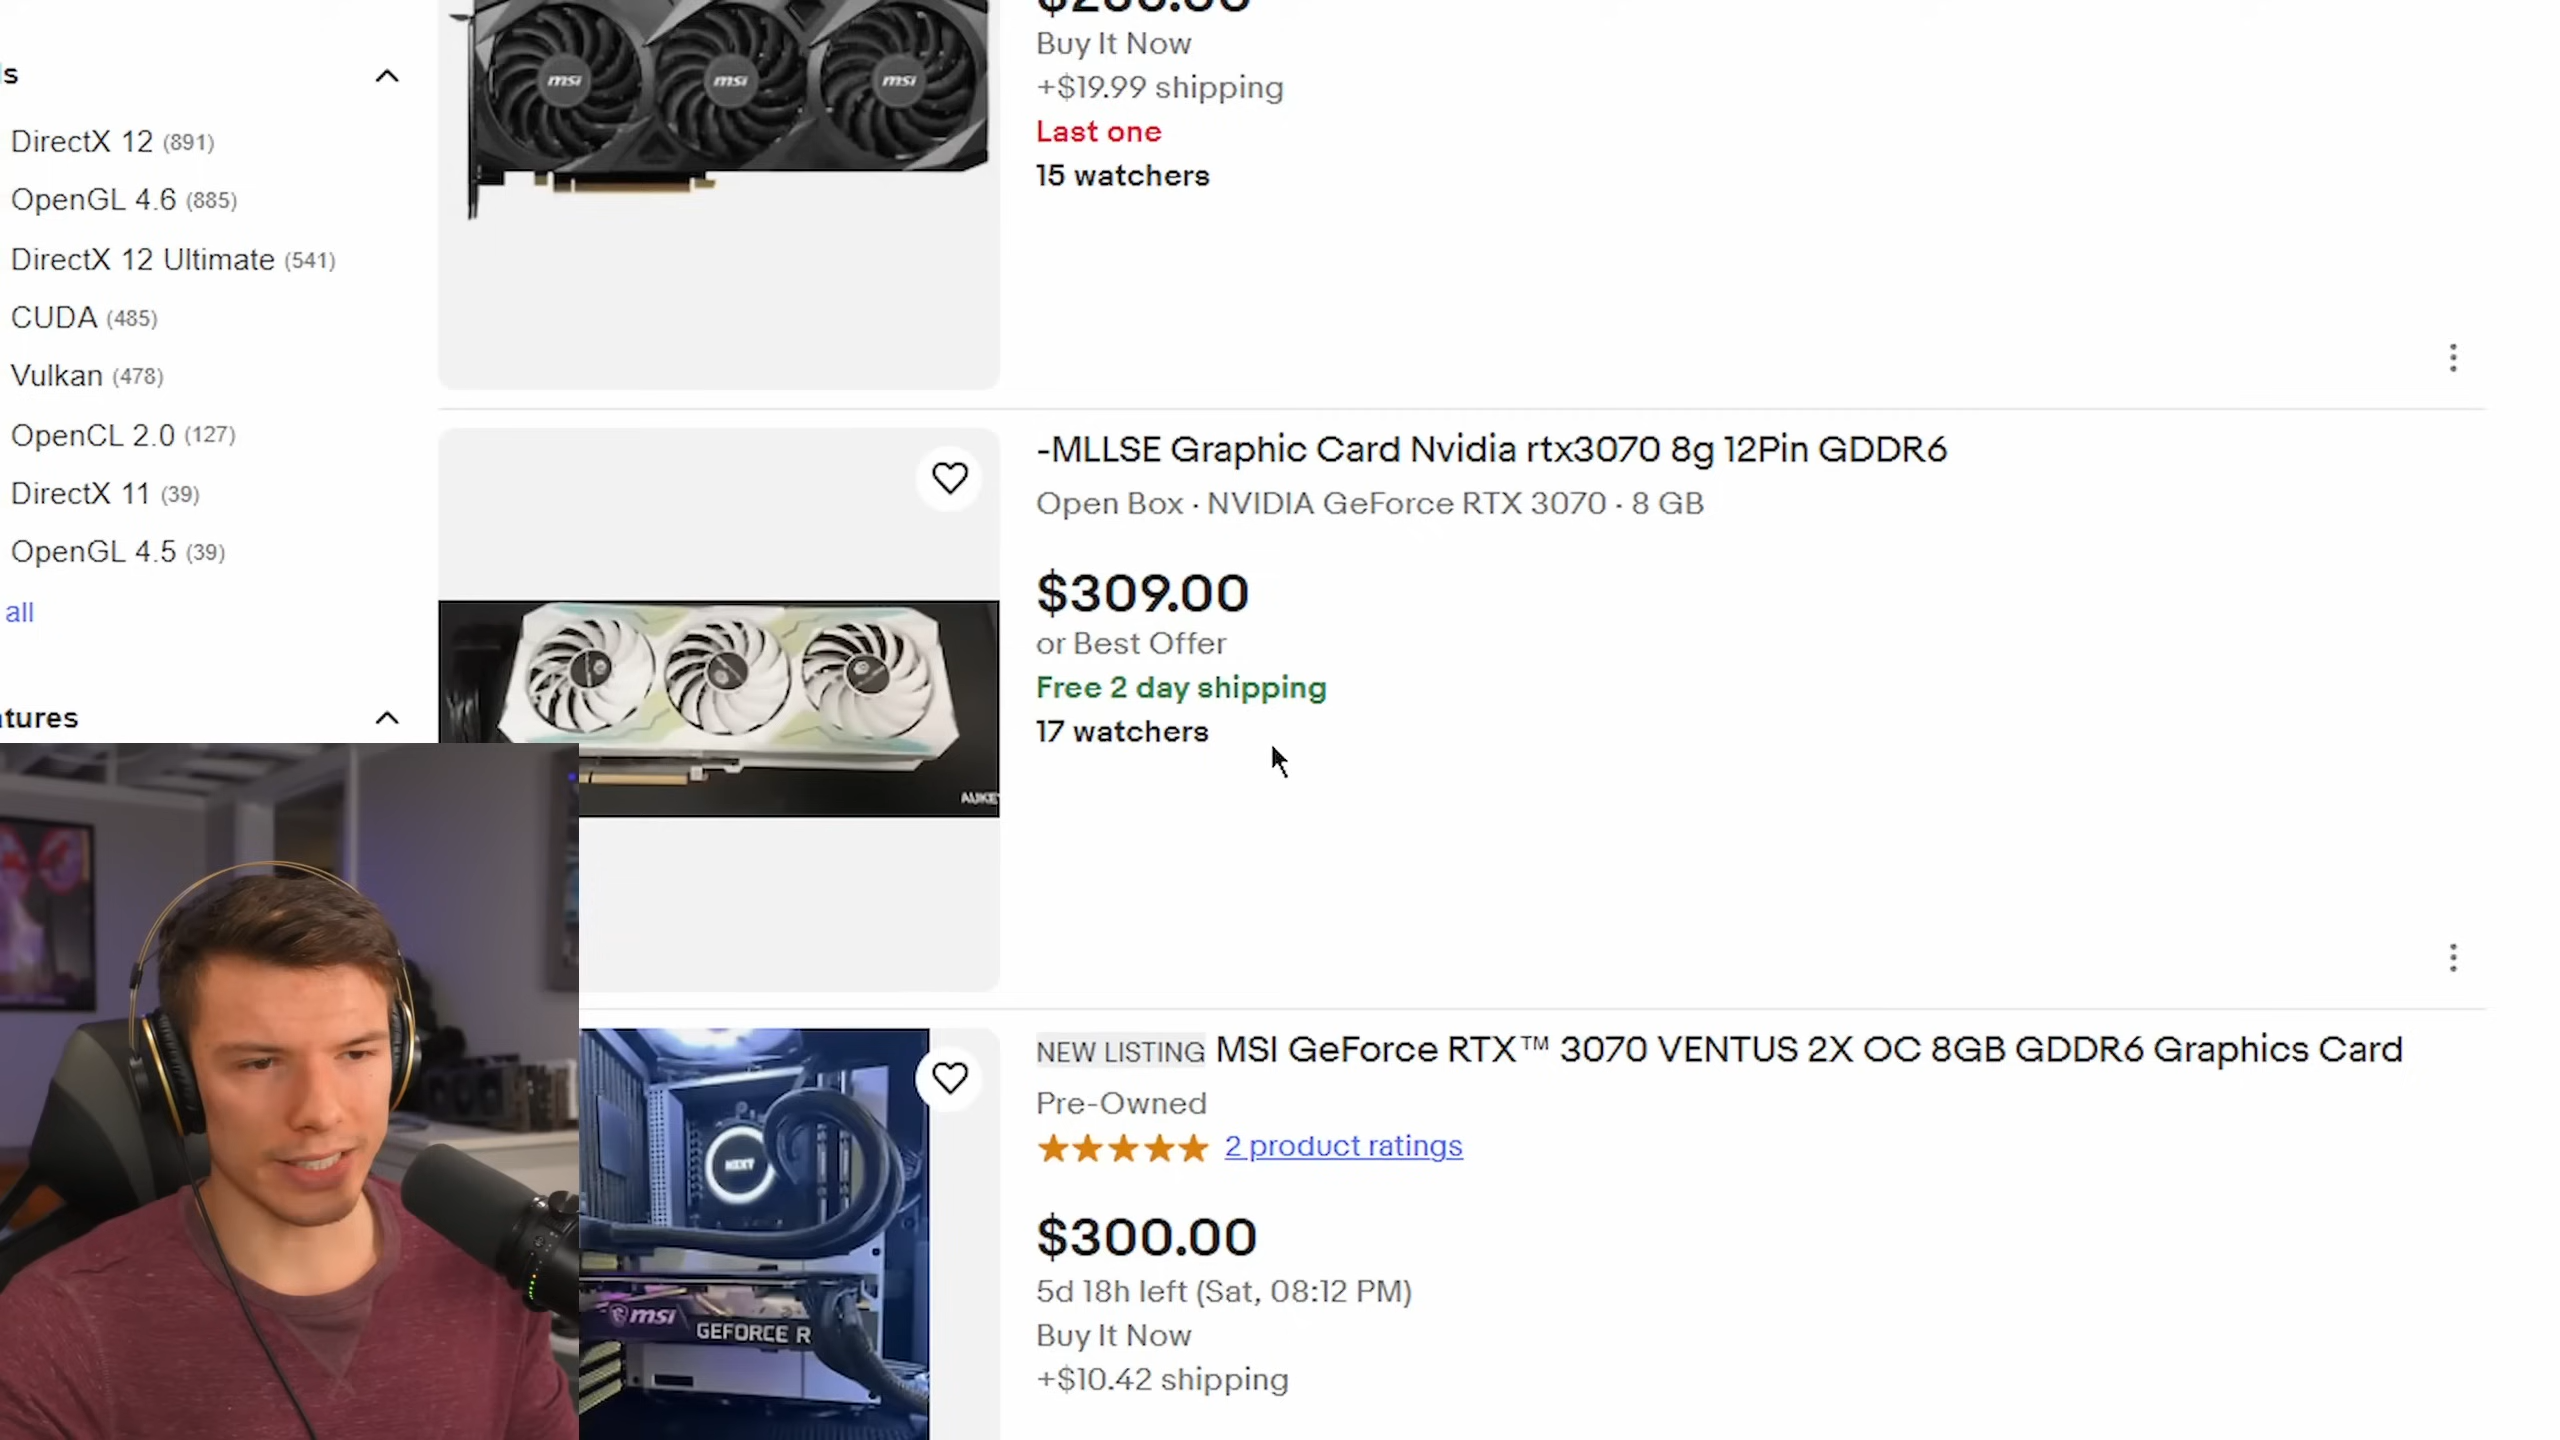 msi msi msi
Buy It Now
+$19.99 shipping
Last one
15 watchers
DirectX 12 (891)
OpenGL 4.6 (885)
DirectX 12 Ultimate (541)
CUDA (485)
Vulkan (478)
OpenCL 2.0 (127)
DirectX 11 (39)
OpenGL 4.5 (39)
all
-MLLSE Graphic Card Nvidia rtx3070 8g 12Pin GDDR6
Open Box · NVIDIA GeForce RTX 3070 · 8 GB
$309.00
or Best Offer
Free 2 day shipping
17 watchers
NEW LISTING MSI GeForce RTX™ 3070 VENTUS 2X OC 8GB GDDR6 Graphics Card
Pre-Owned
2 product ratings
$300.00
5d 18h left (Sat, 08:12 PM)
Buy It Now
+$10.42 shipping
NZXT
msi GEFORCE R